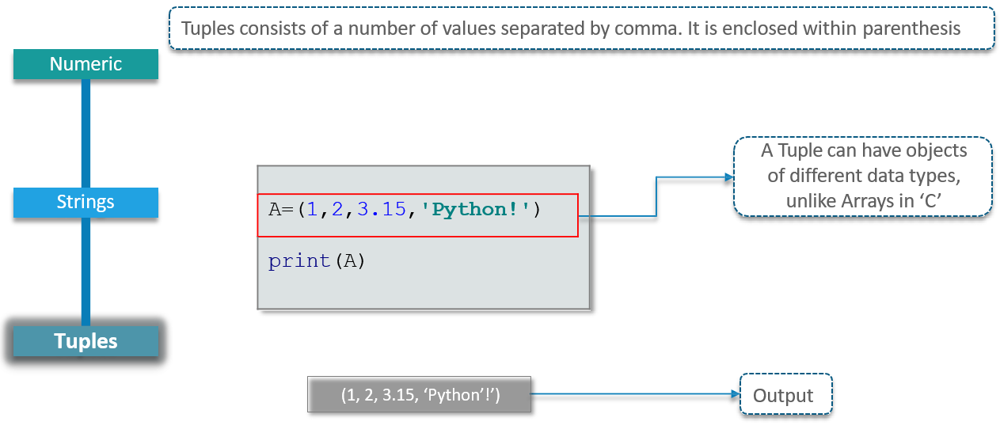 Tuples consists of a number of values separated by comma. It is enclosed within parenthesis
Numeric
Strings
Tuples
A=(1,2,3.15,'Python!')
print(A)
A Tuple can have objects
of different data types,
unlike Arrays in ‘C’
(1, 2, 3.15, ‘Python’!’)
Output